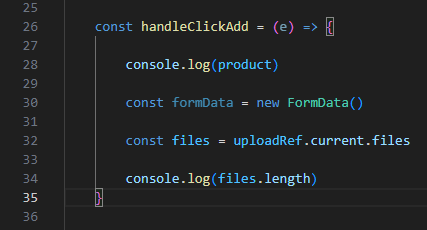 25
26 const handleClickAdd = (e) => {
27
28 console.log(product)
29
30 const formData = new FormData()
31
32 const files = uploadRef.current.files
33
34 console.log(files.length)
35 }
36